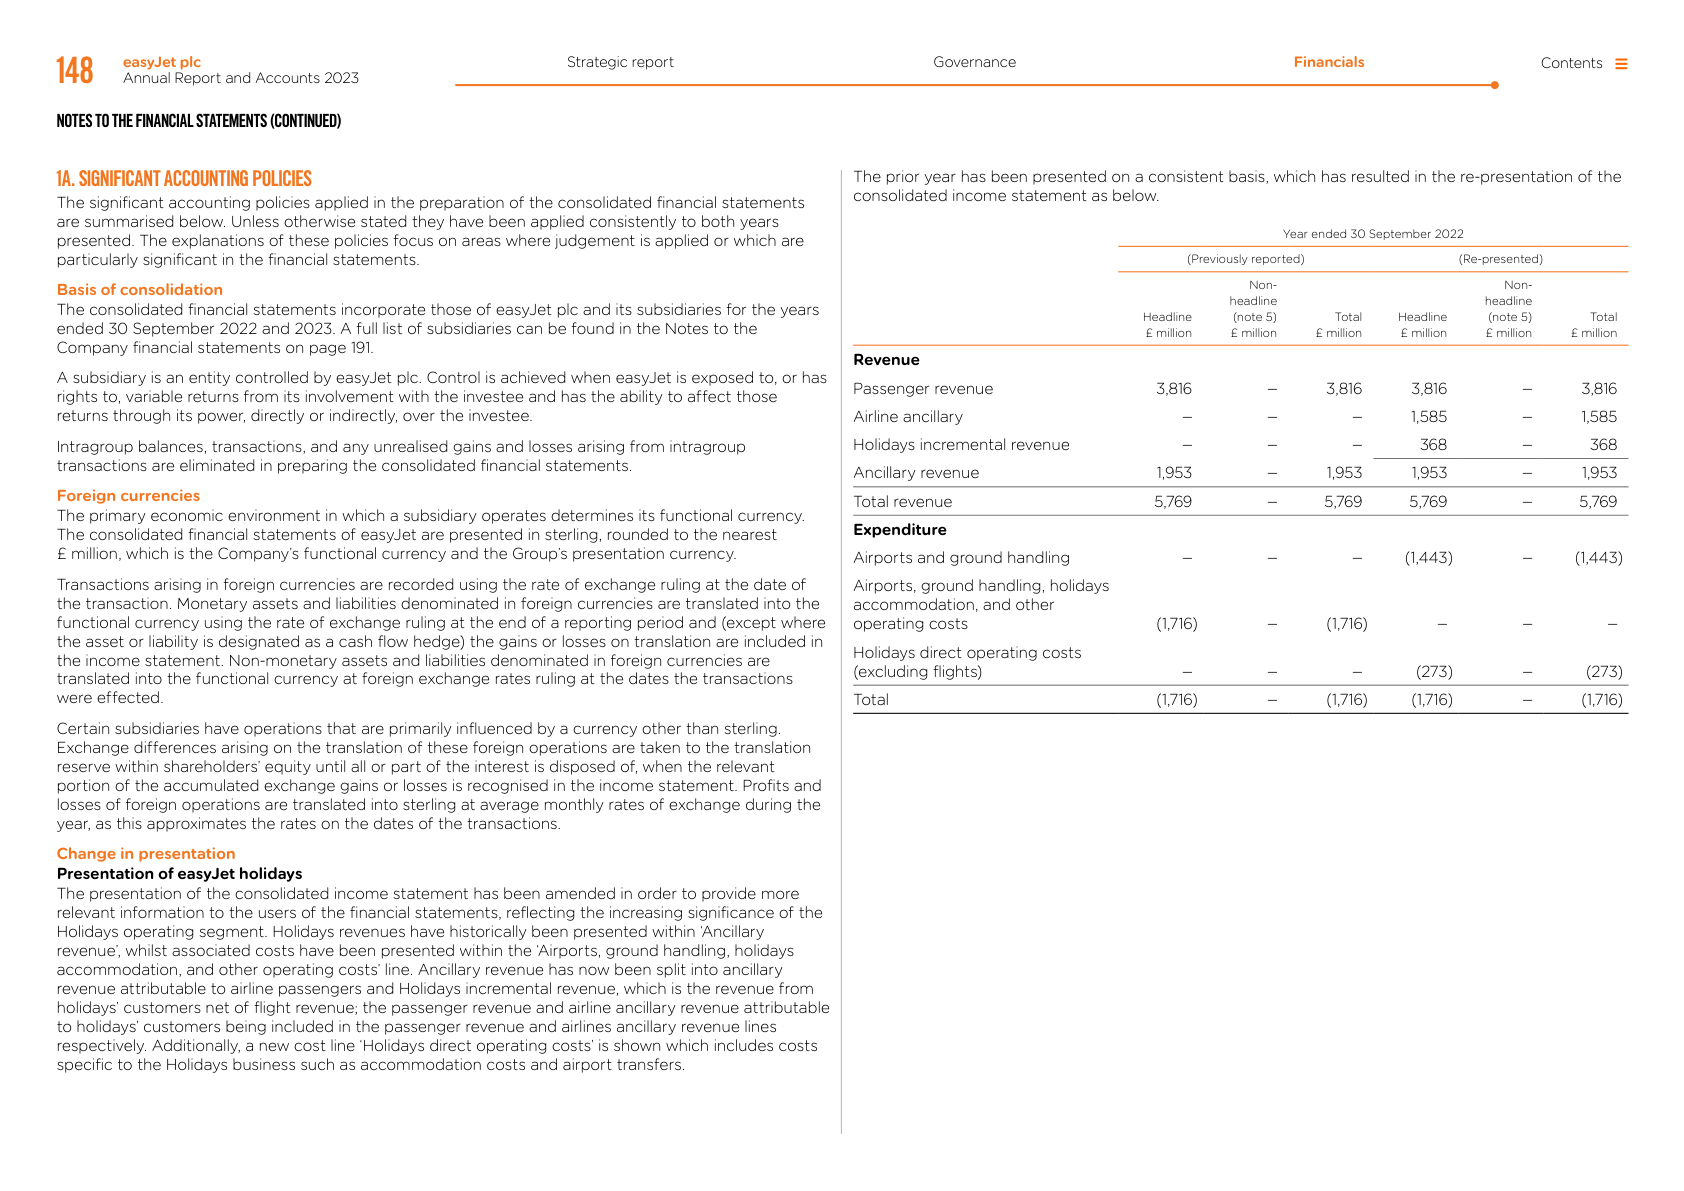 148
easyJet plc
Annual Report and Accounts 2023
Strategic report
Governance
Financials
Contents
NOTES TO THE FINANCIAL STATEMENTS (CONTINUED)
1A. SIGNIFICANT ACCOUNTING POLICIES
The significant accounting policies applied in the preparation of the consolidated financial statements
are summarised below. Unless otherwise stated they have been applied consistently to both years
presented. The explanations of these policies focus on areas where judgement is applied or which are
particularly significant in the financial statements.
Basis of consolidation
The consolidated financial statements incorporate those of easyJet plc and its subsidiaries for the years
ended 30 September 2022 and 2023. A full list of subsidiaries can be found in the Notes to the
Company financial statements on page 191.
A subsidiary is an entity controlled by easyJet plc. Control is achieved when easyJet is exposed to, or has
rights to, variable returns from its involvement with the investee and has the ability to affect those
returns through its power, directly or indirectly, over the investee.
Intragroup balances, transactions, and any unrealised gains and losses arising from intragroup
transactions are eliminated in preparing the consolidated financial statements.
Foreign currencies
The primary economic environment in which a subsidiary operates determines its functional currency.
The consolidated financial statements of easyJet are presented in sterling, rounded to the nearest
£ million, which is the Company's functional currency and the Group's presentation currency.
Transactions arising in foreign currencies are recorded using the rate of exchange ruling at the date of
the transaction. Monetary assets and liabilities denominated in foreign currencies are translated into the
functional currency using the rate of exchange ruling at the end of a reporting period and (except where
the asset or liability is designated as a cash flow hedge) the gains or losses on translation are included in
the income statement. Non-monetary assets and liabilities denominated in foreign currencies are
translated into the functional currency at foreign exchange rates ruling at the dates the transactions
were effected.
Certain subsidiaries have operations that are primarily influenced by a currency other than sterling.
Exchange differences arising on the translation of these foreign operations are taken to the translation
reserve within shareholders' equity until all or part of the interest is disposed of, when the relevant
portion of the accumulated exchange gains or losses is recognised in the income statement. Profits and
losses of foreign operations are translated into sterling at average monthly rates of exchange during the
year, as this approximates the rates on the dates of the transactions.
Change in presentation
Presentation of easyJet holidays
The presentation of the consolidated income statement has been amended in order to provide more
relevant information to the users of the financial statements, reflecting the increasing significance of the
Holidays operating segment. Holidays revenues have historically been presented within 'Ancillary
revenue', whilst associated costs have been presented within the 'Airports, ground handling, holidays
accommodation, and other operating costs' line. Ancillary revenue has now been split into ancillary
revenue attributable to airline passengers and Holidays incremental revenue, which is the revenue from
holidays' customers net of flight revenue; the passenger revenue and airline ancillary revenue attributable
to holidays' customers being included in the passenger revenue and airlines ancillary revenue lines
respectively. Additionally, a new cost line 'Holidays direct operating costs' is shown which includes costs
specific to the Holidays business such as accommodation costs and airport transfers.
The prior year has been presented on a consistent basis, which has resulted in the re-presentation of the
consolidated income statement as below.
Year ended 30 September 2022
(Previously reported) (Re-presented)
Non- Non-
headline headline
Headline (note 5) Total Headline (note 5) Total
£ million £ million £ million £ million £ million £ million
Revenue
Passenger revenue 3,816 – 3,816 3,816 – 3,816
Airline ancillary – – – 1,585 – 1,585
Holidays incremental revenue – – – 368 – 368
Ancillary revenue 1,953 – 1,953 1,953 – 1,953
Total revenue 5,769 – 5,769 5,769 – 5,769
Expenditure
Airports and ground handling – – – (1,443) – (1,443)
Airports, ground handling, holidays
accommodation, and other
operating costs (1,716) – (1,716) – – –
Holidays direct operating costs
(excluding flights) – – – (273) – (273)
Total (1,716) – (1,716) (1,716) – (1,716)